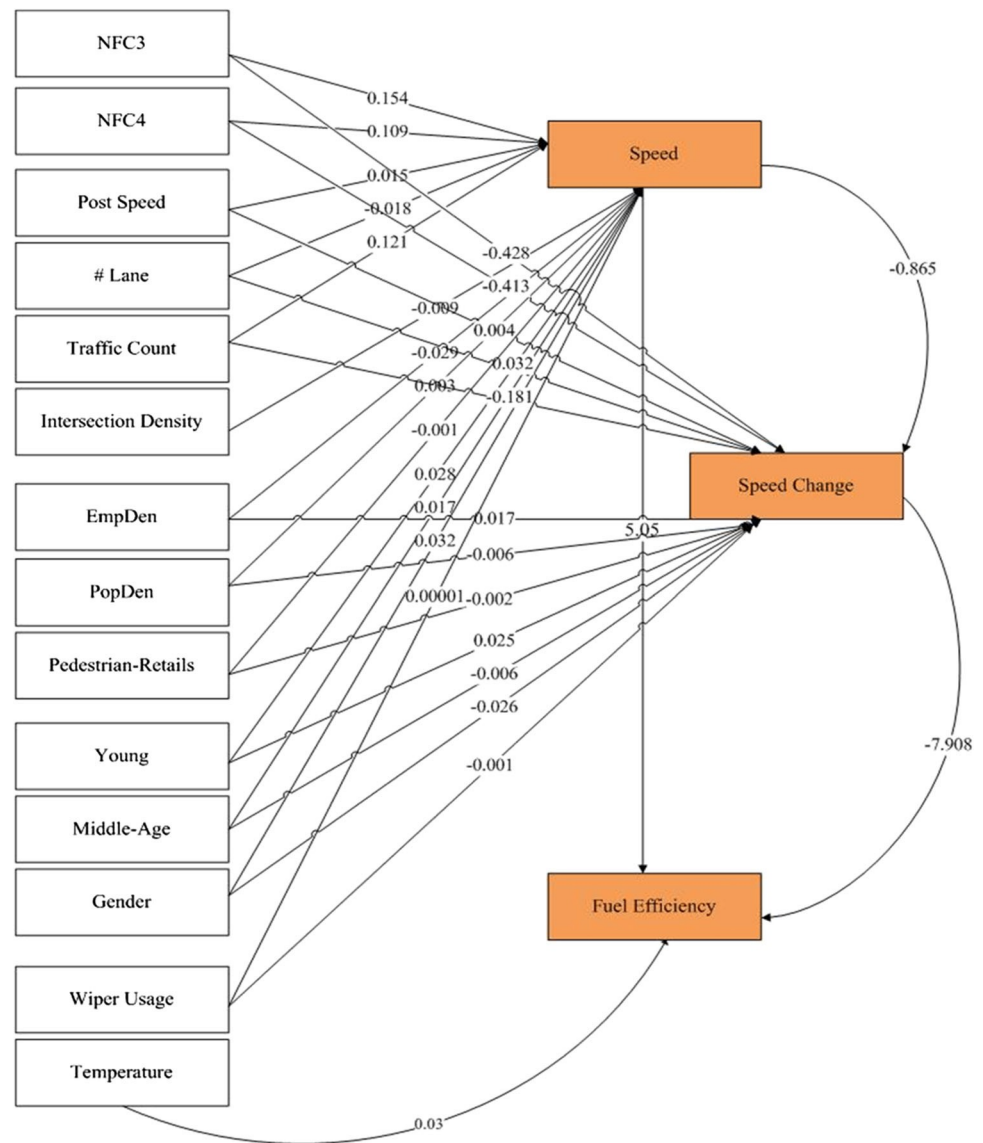 NFC3
NFC4
Post Speed
# Lane
Traffic Count
Intersection Density
EmpDen
PopDen
Pedestrian-Retails
Young
Middle-Age
Gender
Wiper Usage
Temperature
0.154
0.109
0.015
-0.018
0.121
-0.428
-0.413
-0.009
0.004
-0.029
0.032
0.003
-0.181
-0.001
0.028
0.017
0.017
0.032
-0.006
0.00001
-0.002
0.025
-0.006
-0.026
-0.001
Speed
-0.865
Speed Change
5.05
-7.908
Fuel Efficiency
0.03